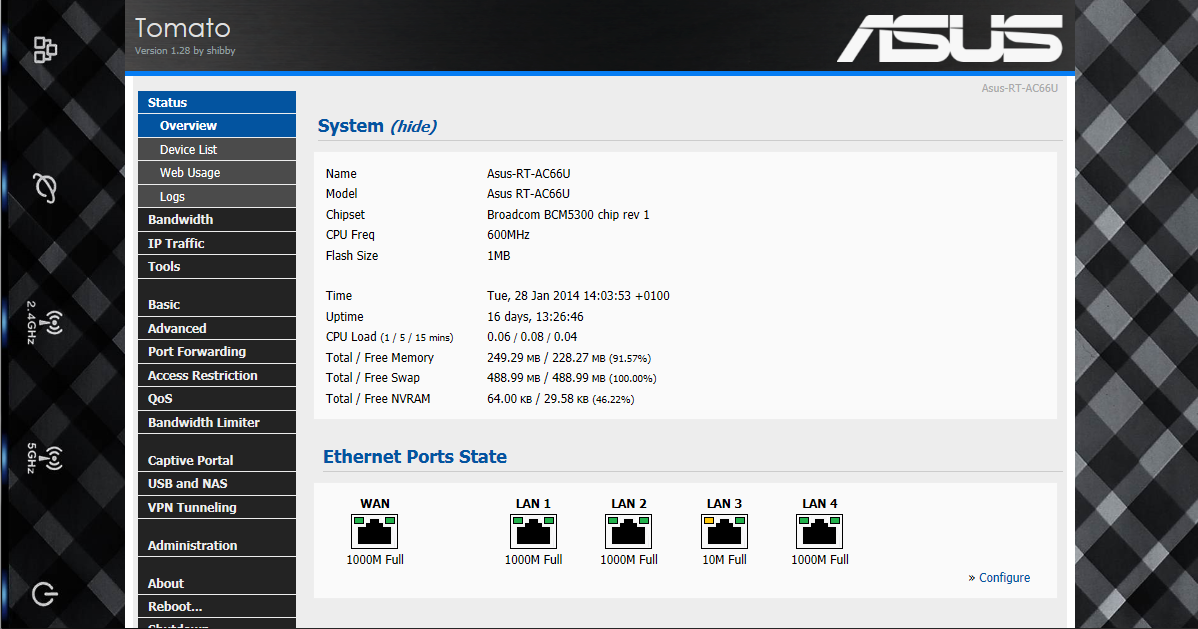 Tomato
Version 1.28 by shibby
ASUS
Asus-RT-AC66U
2.4GHz
5GHz
Status
Overview
Device List
Web Usage
Logs
Bandwidth
IP Traffic
Tools
Basic
Advanced
Port Forwarding
Access Restriction
QoS
Bandwidth Limiter
Captive Portal
USB and NAS
VPN Tunneling
Administration
About
Reboot...
System (hide)
Name Asus-RT-AC66U
Model Asus RT-AC66U
Chipset Broadcom BCM5300 chip rev 1
CPU Freq 600MHz
Flash Size 1MB
Time Tue, 28 Jan 2014 14:03:53 +0100
Uptime 16 days, 13:26:46
CPU Load (1 / 5 / 15 mins) 0.06 / 0.08 / 0.04
Total / Free Memory 249.29 MB / 228.27 MB (91.57%)
Total / Free Swap 488.99 MB / 488.99 MB (100.00%)
Total / Free NVRAM 64.00 KB / 29.58 KB (46.22%)
Ethernet Ports State
WAN LAN 1 LAN 2 LAN 3 LAN 4
1000M Full 1000M Full 1000M Full 10M Full 1000M Full
» Configure